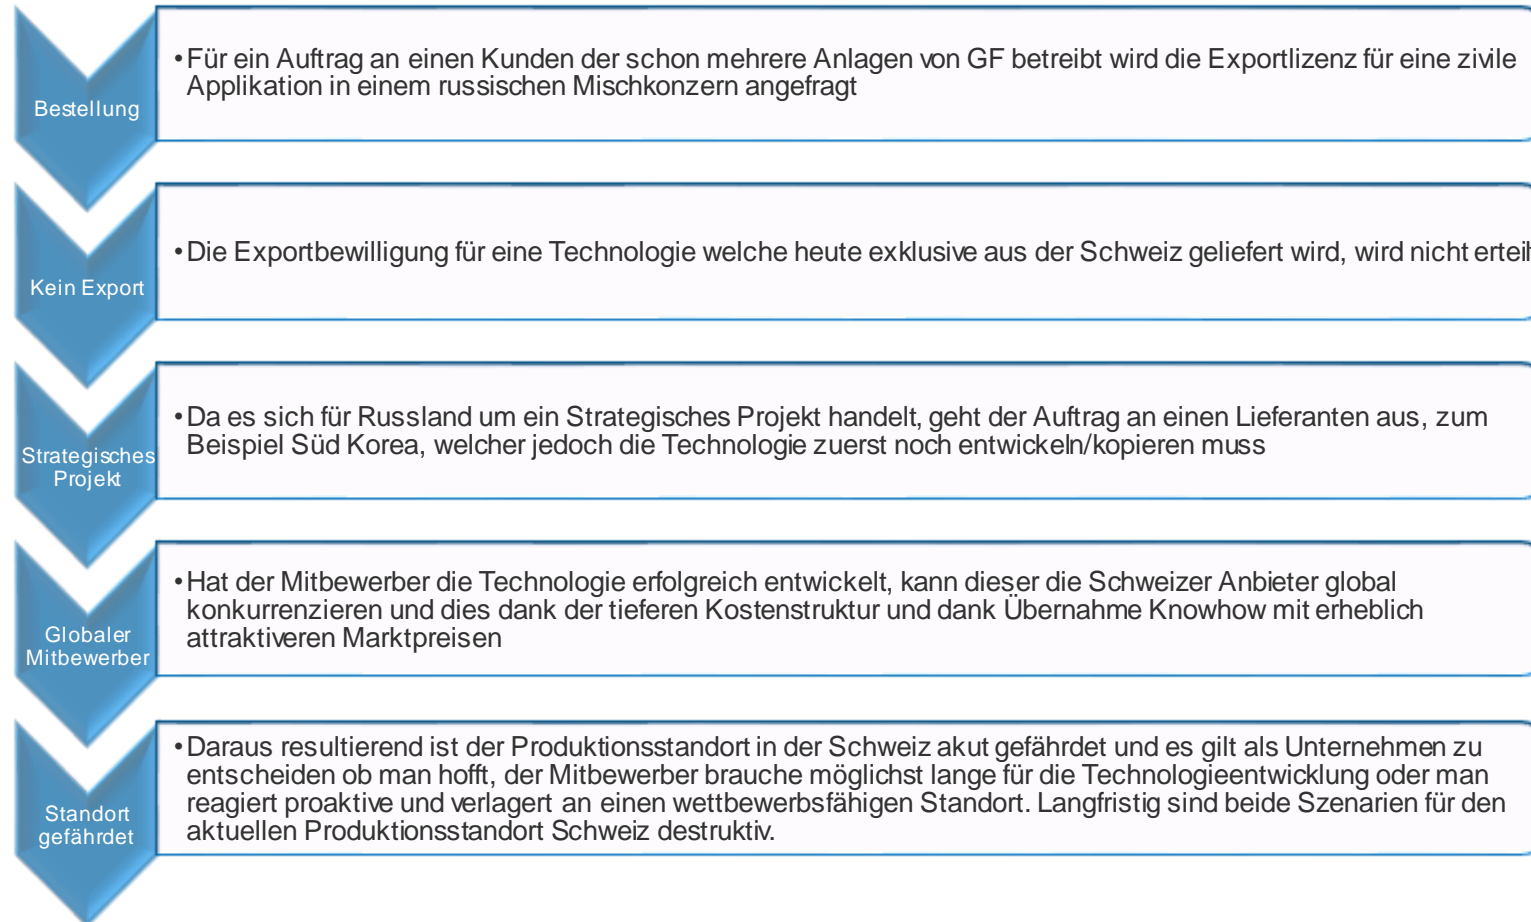 Bestellung
•Für ein Auftrag an einen Kunden der schon mehrere Anlagen von GF betreibt wird die Exportlizenz für eine zivile
Applikation in einem russischen Mischkonzern angefragt
Kein Export
•Die Exportbewilligung für eine Technologie welche heute exklusive aus der Schweiz geliefert wird, wird nicht erteilt
Strategisches
Projekt
•Da es sich für Russland um ein Strategisches Projekt handelt, geht der Auftrag an einen Lieferanten aus, zum
Beispiel Süd Korea, welcher jedoch die Technologie zuerst noch entwickeln/kopieren muss
Globaler
Mitbewerber
•Hat der Mitbewerber die Technologie erfolgreich entwickelt, kann dieser die Schweizer Anbieter global
konkurrenzieren und dies dank der tieferen Kostenstruktur und dank Übernahme Knowhow mit erheblich
attraktiveren Marktpreisen
Standort
gefährdet
•Daraus resultierend ist der Produktionsstandort in der Schweiz akut gefährdet und es gilt als Unternehmen zu
entscheiden ob man hofft, der Mitbewerber brauche möglichst lange für die Technologieentwicklung oder man
reagiert proaktive und verlagert an einen wettbewerbsfähigen Standort. Langfristig sind beide Szenarien für den
aktuellen Produktionsstandort Schweiz destruktiv.